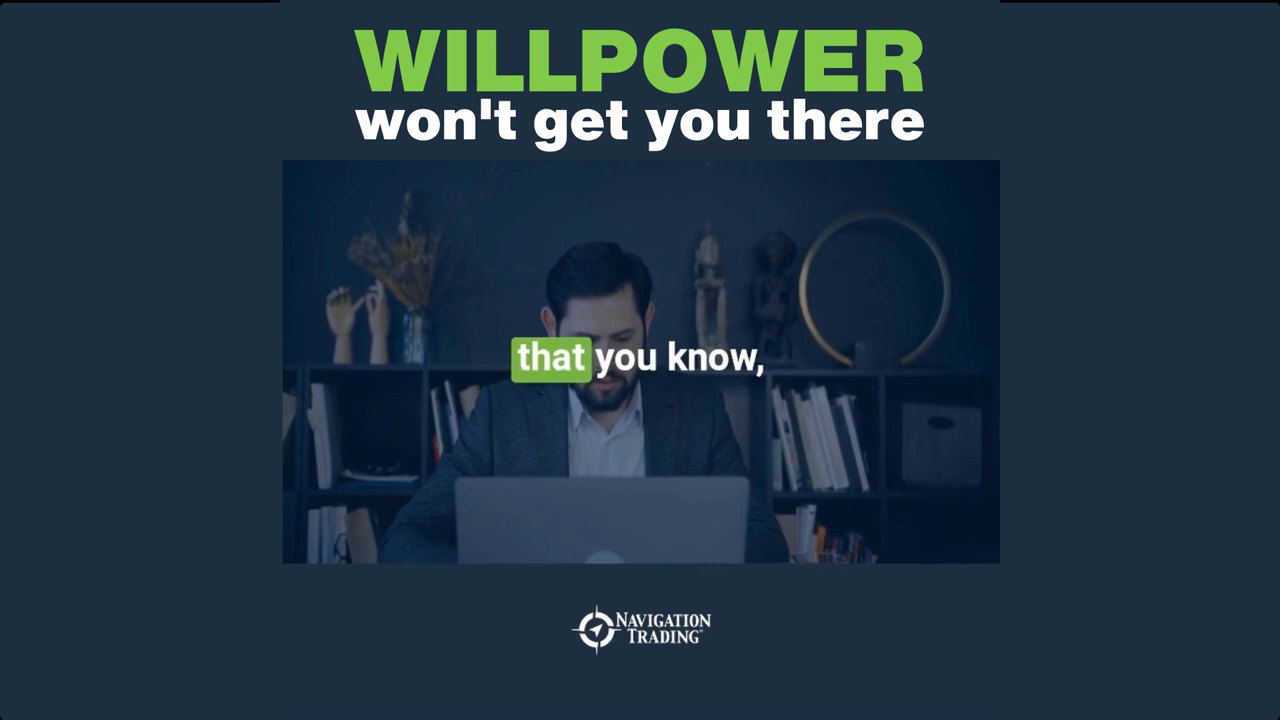 WILLPOWER
won't get you there
that you know,
NAVIGATION
TRADING